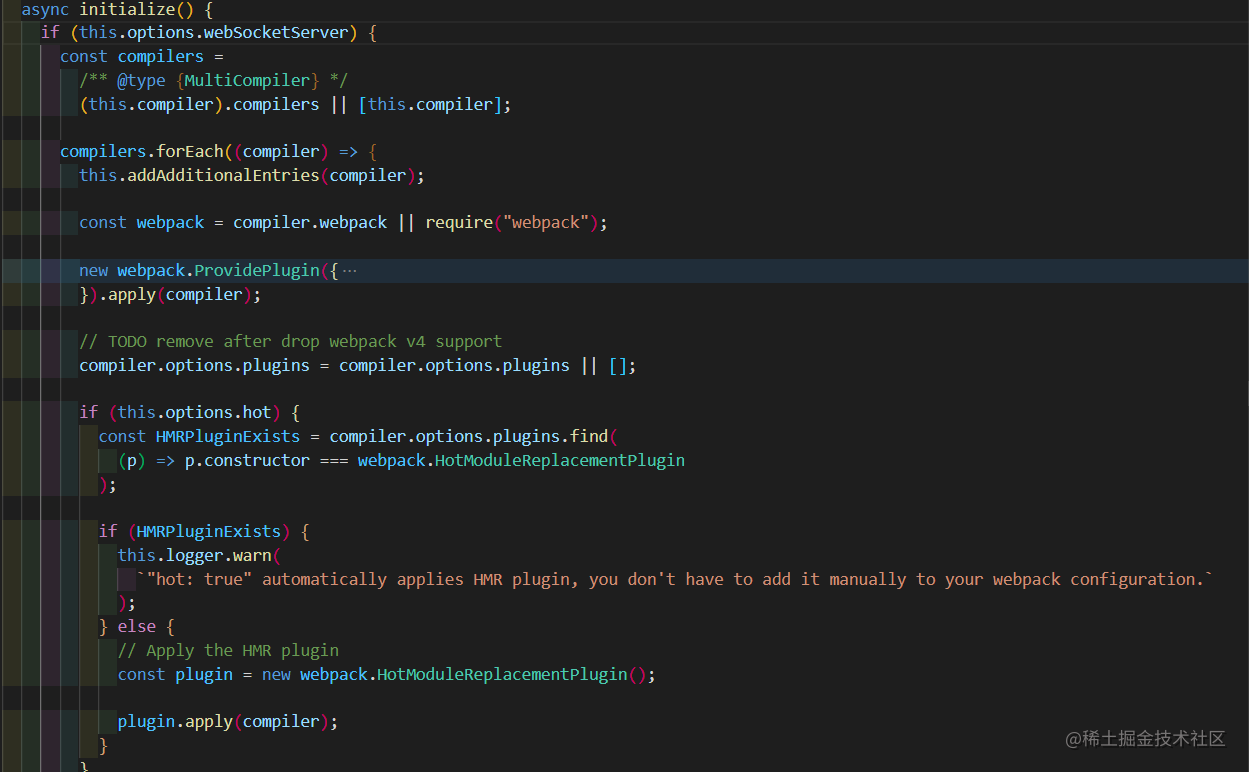 async initialize() {
if (this.options.webSocketServer) {
const compilers =
/** @type {MultiCompiler} */
(this.compiler).compilers || [this.compiler];
compilers.forEach((compiler) => {
this.addAdditionalEntries(compiler);
const webpack = compiler.webpack || require("webpack");
new webpack.ProvidePlugin({ ···
}).apply(compiler);
// TODO remove after drop webpack v4 support
compiler.options.plugins = compiler.options.plugins || [];
if (this.options.hot) {
const HMRPluginExists = compiler.options.plugins.find(
(p) => p.constructor === webpack.HotModuleReplacementPlugin
);
if (HMRPluginExists) {
this.logger.warn(
`"hot: true" automatically applies HMR plugin, you don't have to add it manually to your webpack configuration.`
);
} else {
// Apply the HMR plugin
const plugin = new webpack.HotModuleReplacementPlugin();
plugin.apply(compiler);
}
}
@稀土掘金技术社区